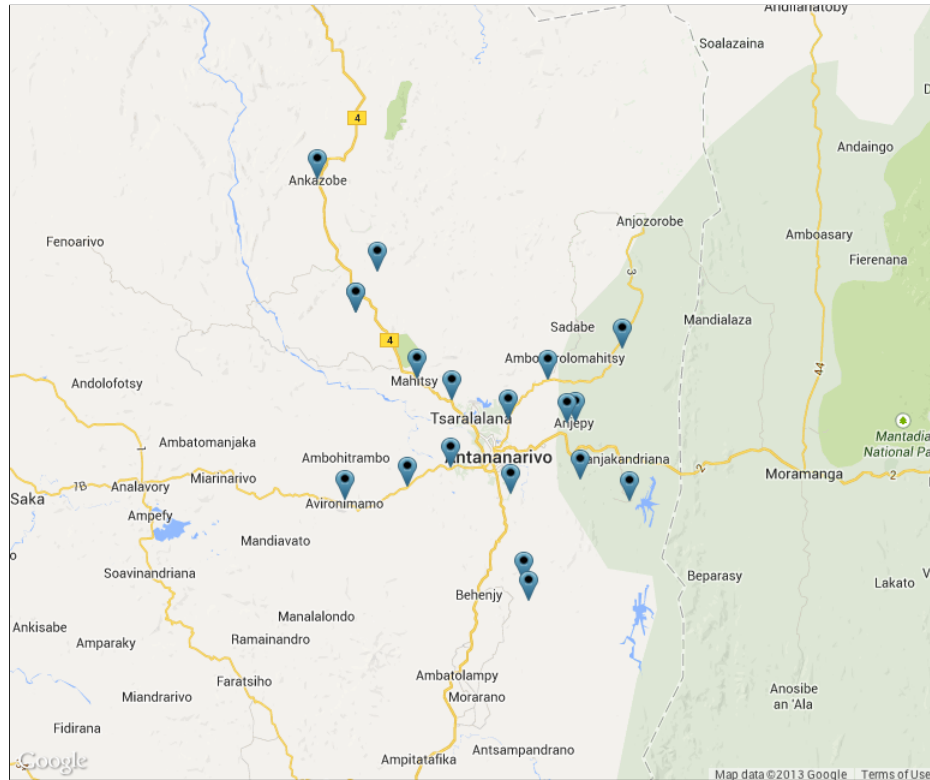 Andilanatoby
Soalazaina
4
Andaingo
Ankazobe
Anjozorobe
Fenoarivo
Amboasary
Fierenana
3
Mandialaza
Sadabe
4
44
Mahitsy
Andolofotsy
Tsaralalana
Anjepy
Mantadia
National Pa
Ambatomanjaka
1
Ambohitrambo
Antananarivo
anjakandriana
2
Moramanga
2
Miarinarivo
1B
Analavory
Saka
Avironimamo
Ampefy
Mandiavato
Soavinandriana
Beparasy
Lakato
Behenjy
Manalalondo
Ankisabe
Amparaky
Ramainandro
Ambatolampy
Faratsiho
Miandrarivo
Morarano
Anosibe
an 'Ala
Fidirana
Antsampandrano
Ampitatafika
Google
Map data ©2013 Google
Terms of Use